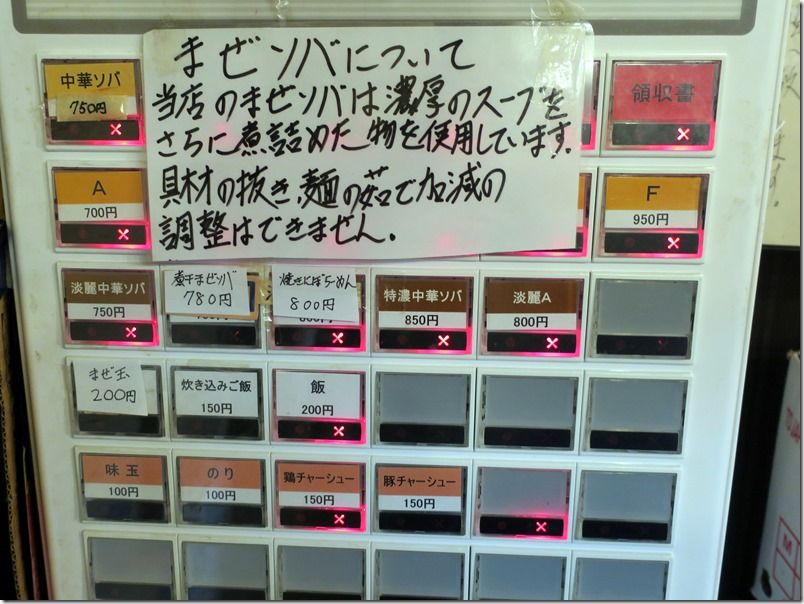 まぜソバについて
当店のまぜソバは濃厚のスープを
さらに煮詰めた物を使用しています。
具材の抜き、麺の茹で加減の
調整はできません。
中華ソバ
750円
領収書
A
700円
F
950円
淡麗中華ソバ
750円
煮干まぜソバ
780円
焼きにぼらーめん
800円
特濃中華ソバ
850円
淡麗A
800円
まぜ玉
200円
炊き込みご飯
150円
飯
200円
味玉
100円
のり
100円
鶏チャーシュー
150円
豚チャーシュー
150円
M